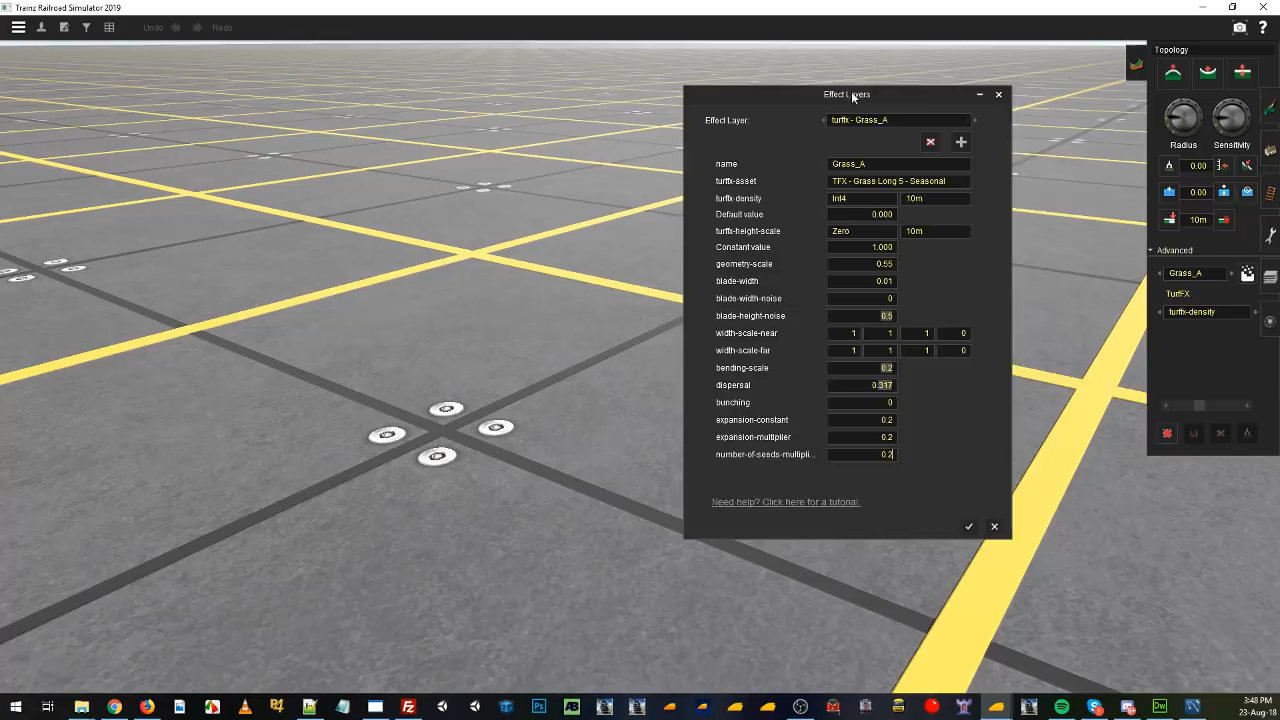 Trainz Railroad Simulator 2019
Undo Redo
Topology
Radius Sensitivity
0.00
0.00
10m
Advanced
Grass_A
TurfFX
turffx-density
Effect Layers
Effect Layer: turffx - Grass_A
name Grass_A
turffx-asset TFX - Grass Long 5 - Seasonal
turffx-density Int4 10m
Default value 0.000
turffx-height-scale Zero 10m
Constant value 1.000
geometry-scale 0.55
blade-width 0.01
blade-width-noise 0
blade-height-noise 0.5
width-scale-near 1 1 1 0
width-scale-far 1 1 1 0
bending-scale 0.2
dispersal 0.317
bunching 0
expansion-constant 0.2
expansion-multiplier 0.2
number-of-seeds-multipli... 0.2
Need help? Click here for a tutorial.
3:48 PM
23-Aug-18